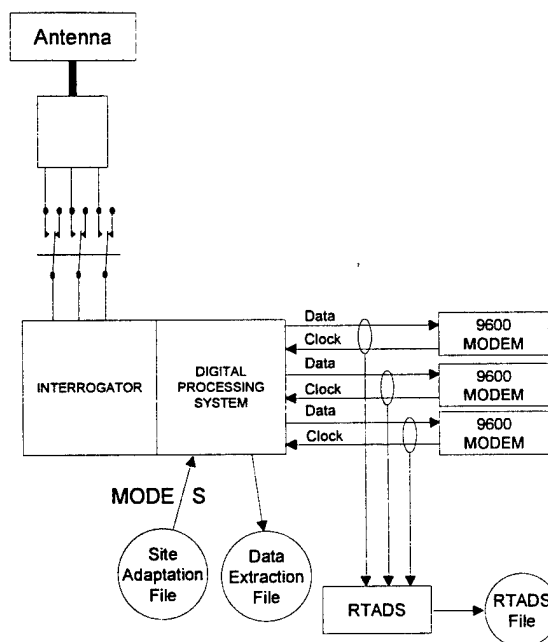 Antenna
Data
9600
MODEM
Clock
INTERROGATOR
DIGITAL
PROCESSING
SYSTEM
Data
9600
MODEM
Clock
Data
9600
MODEM
Clock
MODE S
Site
Adaptation
File
Data
Extraction
File
RTADS
RTADS
File